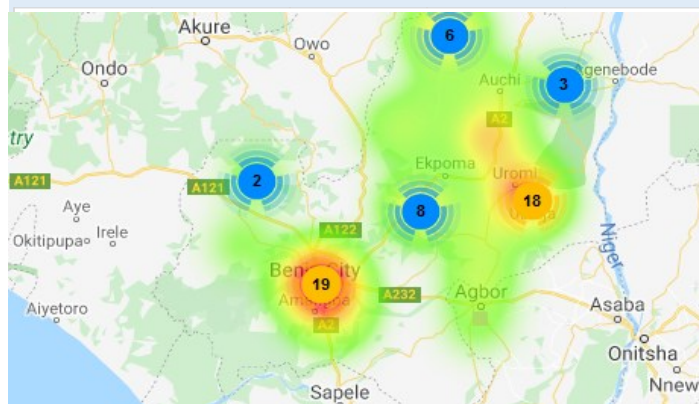 Akure
6
Owo
Ondo
Auchi
3
Agenebode
A2
try
Ekpoma
A121
A121
2
Uromi
18
8
Aye
Irele
Okitipupa
A122
Niger
Benin City
19
A232
Agbor
Aiyetoro
A2
Asaba
Onitsha
Sapele
Nnew